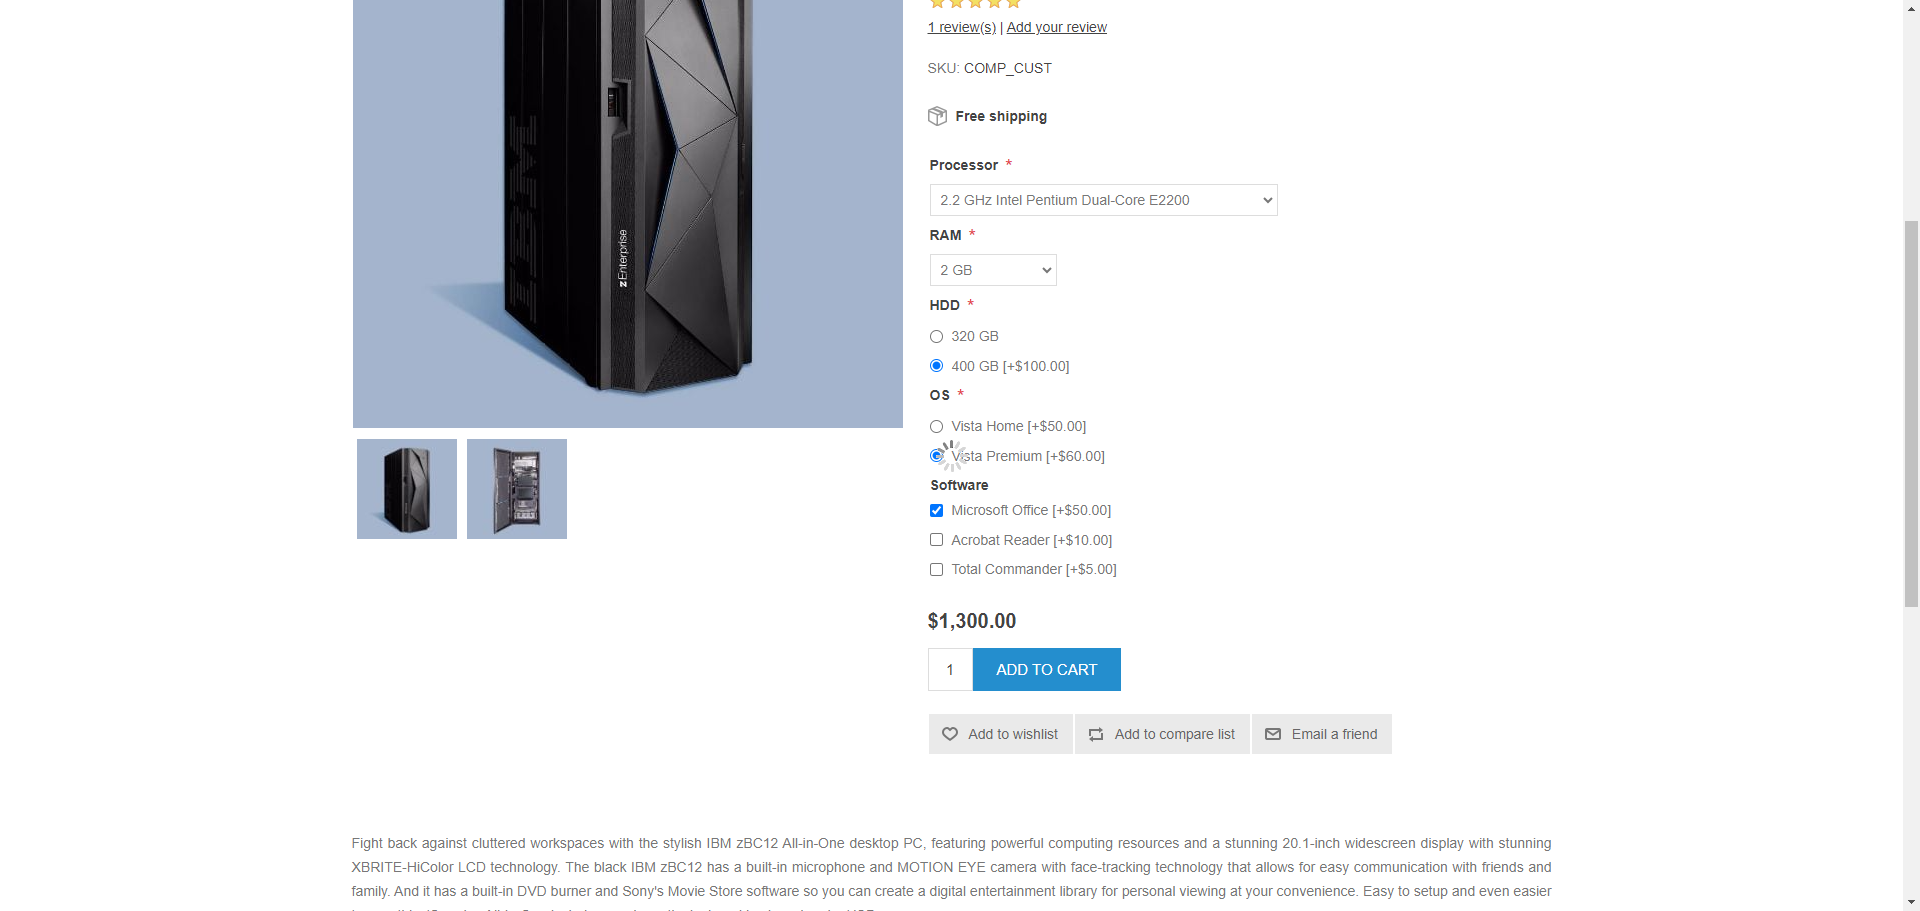 1 review(s) | Add your review
SKU: COMP_CUST
Free shipping
Processor *
2.2 GHz Intel Pentium Dual-Core E2200
RAM *
2 GB
HDD *
320 GB
400 GB [+$100.00]
OS *
Vista Home [+$50.00]
Vista Premium [+$60.00]
Software
Microsoft Office [+$50.00]
Acrobat Reader [+$10.00]
Total Commander [+$5.00]
$1,300.00
1 ADD TO CART
Add to wishlist Add to compare list Email a friend
IBM
zEnterprise
Fight back against cluttered workspaces with the stylish IBM zBC12 All-in-One desktop PC, featuring powerful computing resources and a stunning 20.1-inch widescreen display with stunning
XBRITE-HiColor LCD technology. The black IBM zBC12 has a built-in microphone and MOTION EYE camera with face-tracking technology that allows for easy communication with friends and
family. And it has a built-in DVD burner and Sony's Movie Store software so you can create a digital entertainment library for personal viewing at your convenience. Easy to setup and even easier